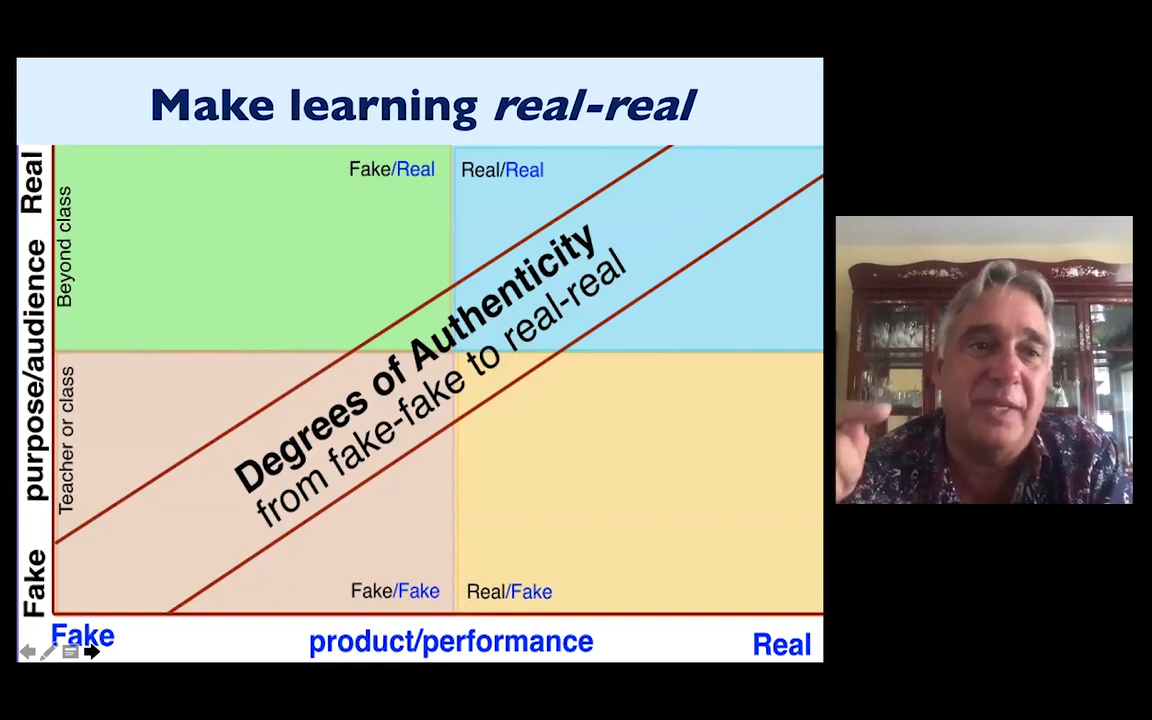 Make learning real-real
Real
purpose/audience
Fake
Beyond class
Teacher or class
Fake/Real
Real/Real
Degrees of Authenticity
from fake-fake to real-real
Fake/Fake
Real/Fake
Fake
product/performance
Real